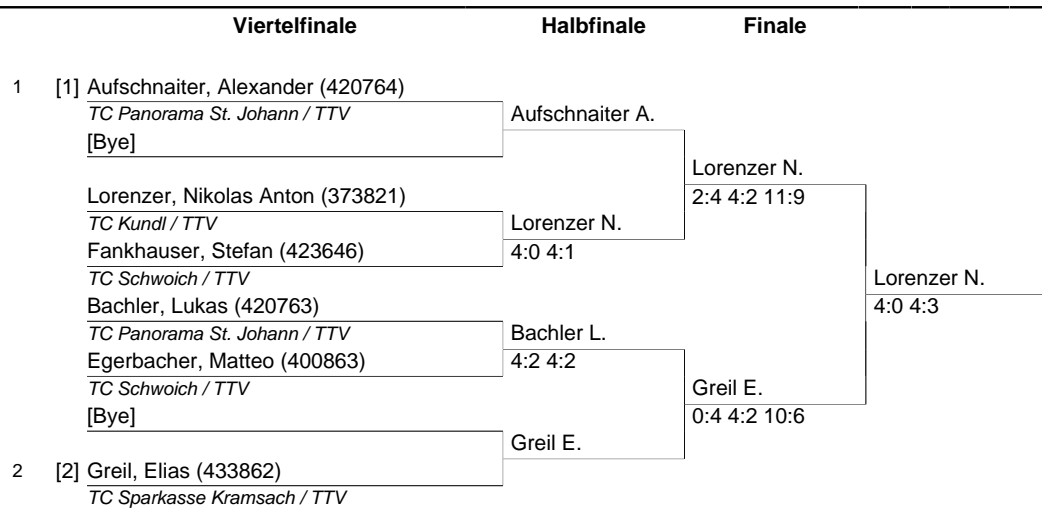 Viertelfinale Halbfinale Finale
1 [1] Aufschnaiter, Alexander (420764)
TC Panorama St. Johann / TTV Aufschnaiter A.
[Bye]
Lorenzer N.
Lorenzer, Nikolas Anton (373821) 2:4 4:2 11:9
TC Kundl / TTV Lorenzer N.
Fankhauser, Stefan (423646) 4:0 4:1
TC Schwoich / TTV Lorenzer N.
Bachler, Lukas (420763) 4:0 4:3
TC Panorama St. Johann / TTV Bachler L.
Egerbacher, Matteo (400863) 4:2 4:2
TC Schwoich / TTV Greil E.
[Bye] 0:4 4:2 10:6
Greil E.
2 [2] Greil, Elias (433862)
TC Sparkasse Kramsach / TTV